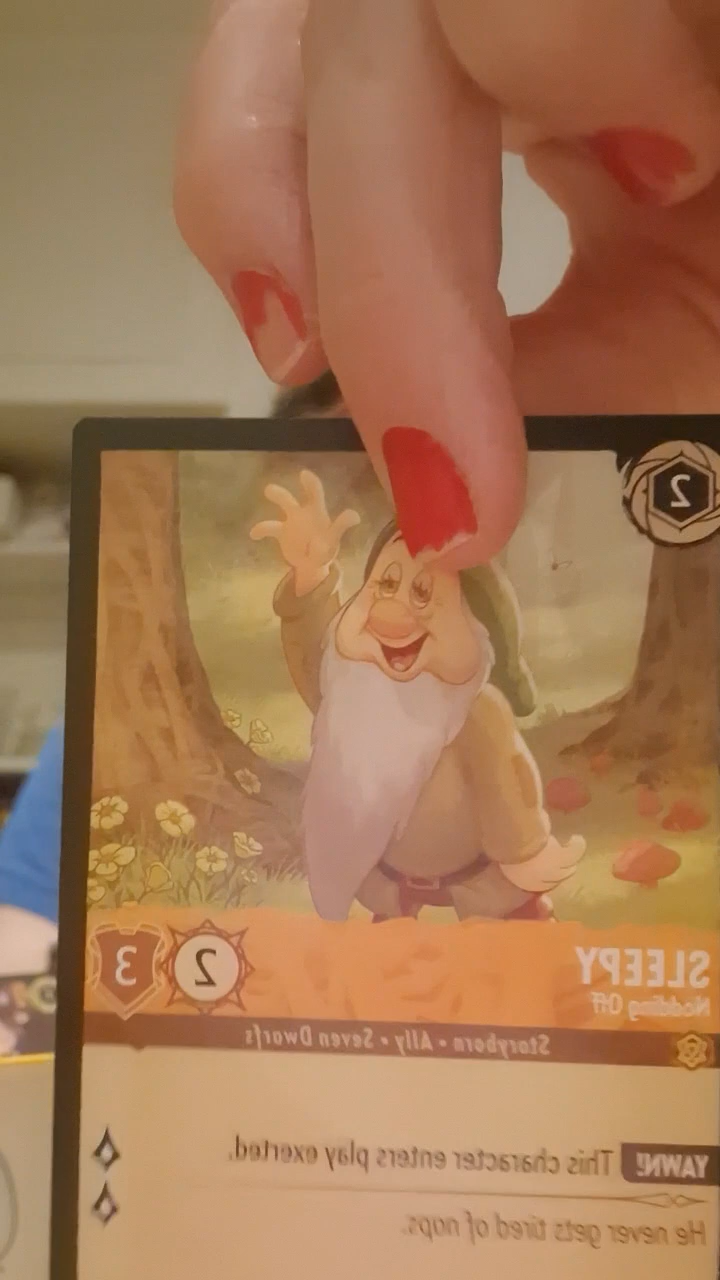 2
SLEEPY
Nodding Off
2
3
Storyborn • Ally • Seven Dwarfs
YAWN! This character enters play exerted.
He never gets tired of naps.